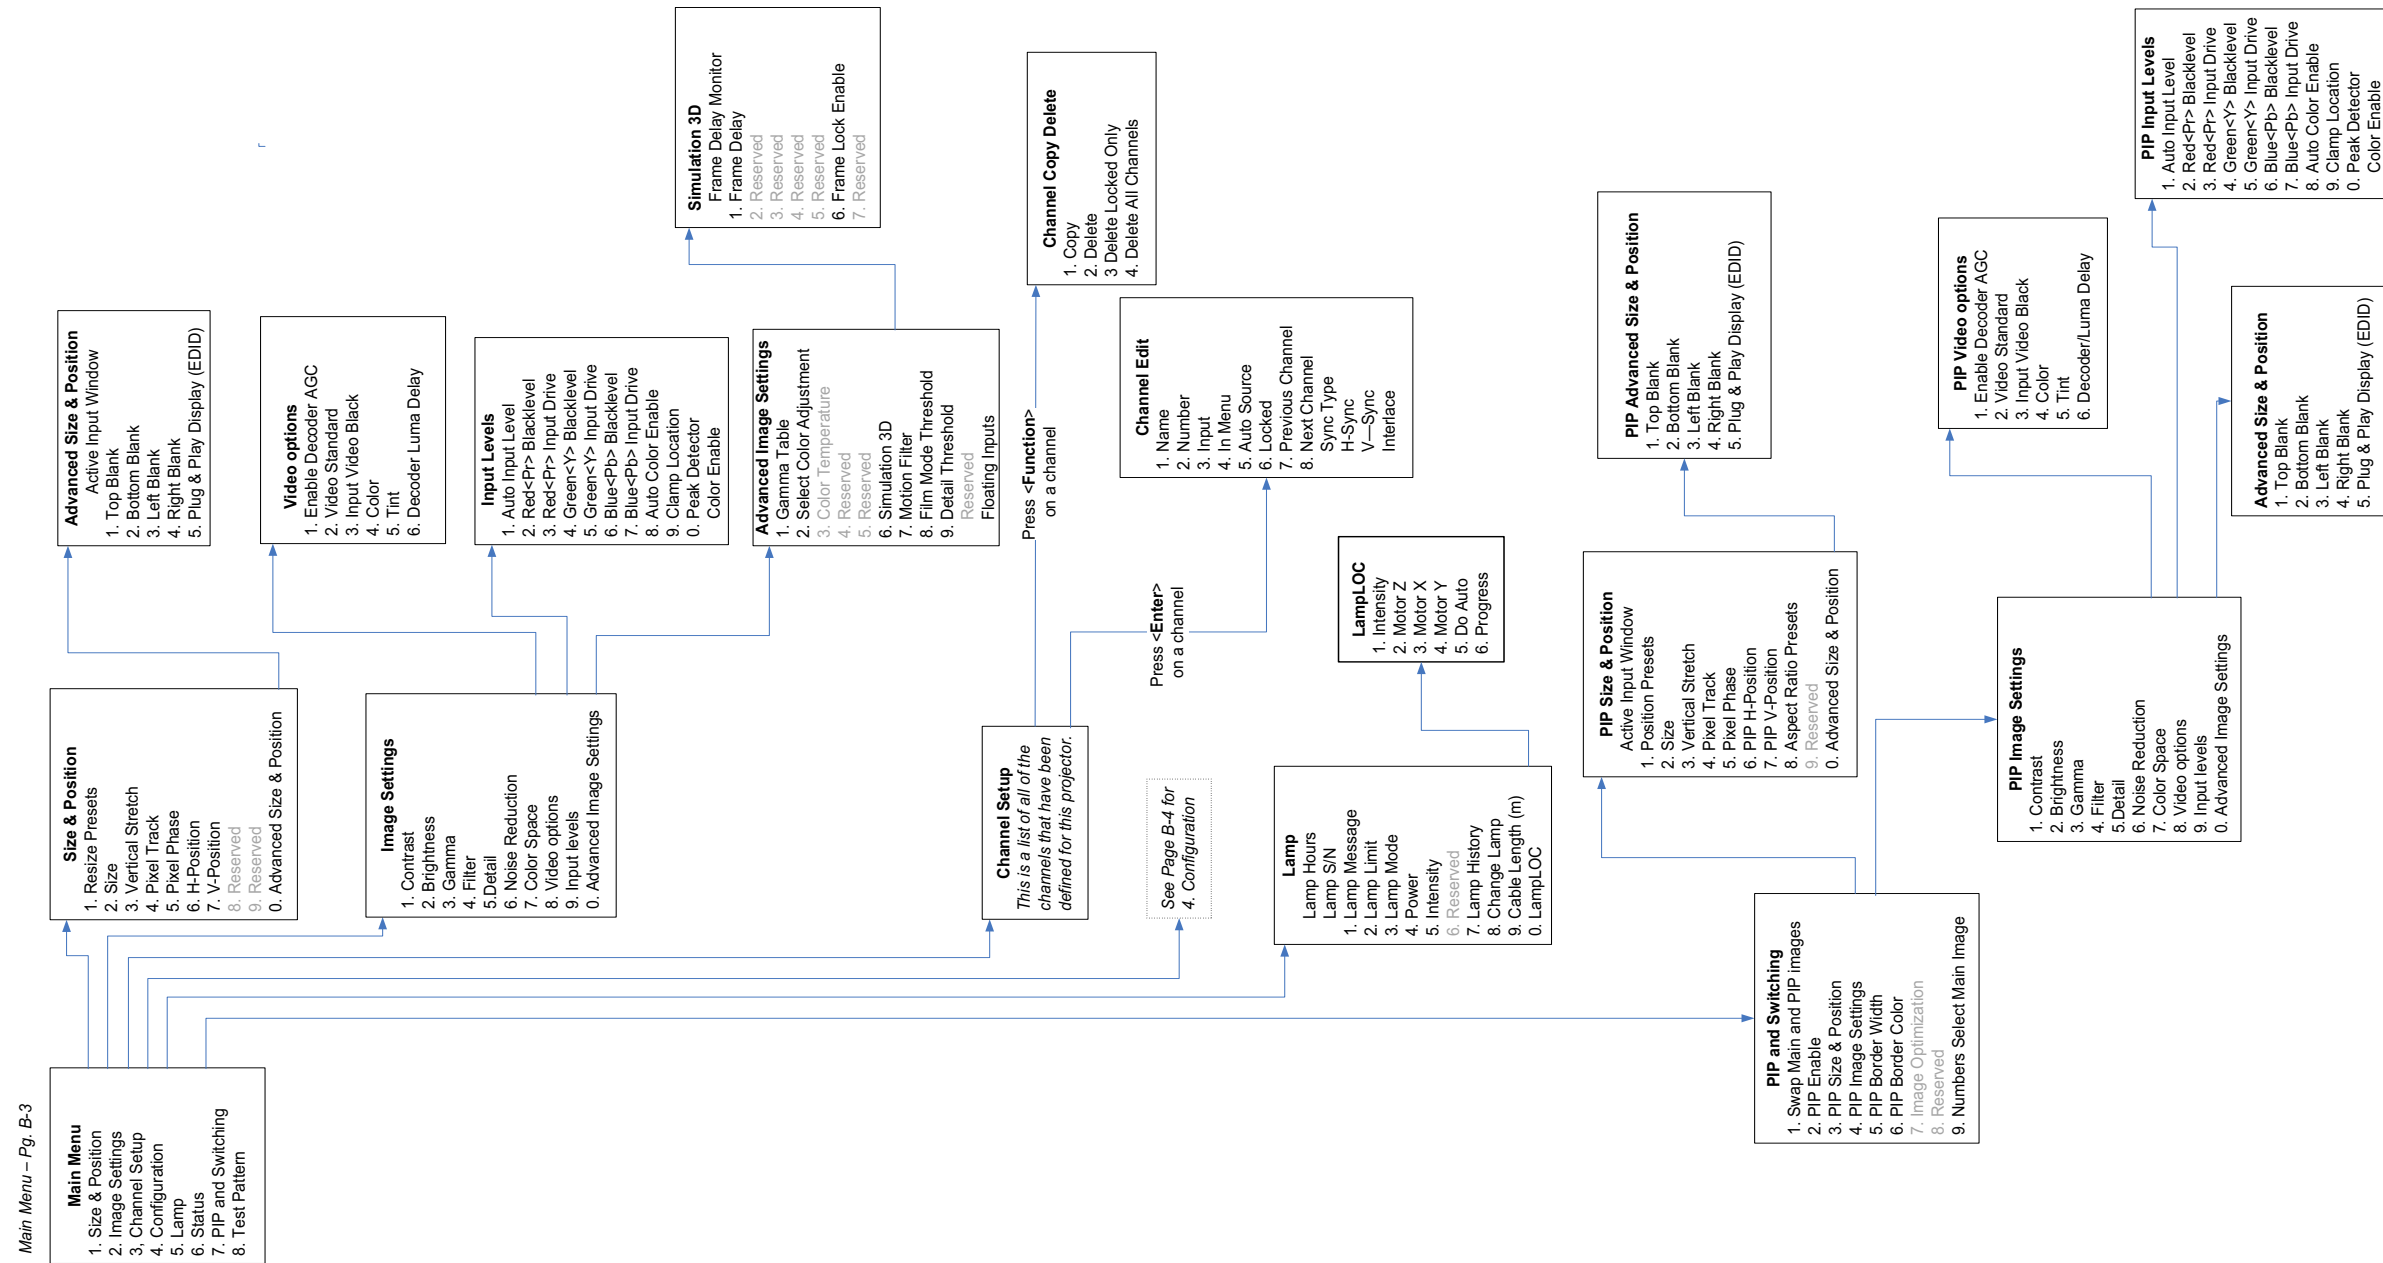 Main Menu – Pg. B-3
Main Menu
1. Size & Position
2. Image Settings
3, Channel Setup
4. Configuration
5. Lamp
6. Status
7. PIP and Switching
8. Test Pattern
Size & Position
1. Resize Presets
2. Size
3. Vertical Stretch
4. Pixel Track
5. Pixel Phase
6. H-Position
7. V-Position
8. Reserved
9. Reserved
0. Advanced Size & Position
Advanced Size & Position
Active Input Window
1. Top Blank
2. Bottom Blank
3. Left Blank
4. Right Blank
5. Plug & Play Display (EDID)
Image Settings
1. Contrast
2. Brightness
3. Gamma
4. Filter
5.Detail
6. Noise Reduction
7. Color Space
8. Video options
9. Input levels
0. Advanced Image Settings
Video options
1. Enable Decoder AGC
2. Video Standard
3. Input Video Black
4. Color
5. Tint
6. Decoder Luma Delay
Input Levels
1. Auto Input Level
2. Red<Pr> Blacklevel
3. Red<Pr> Input Drive
4. Green<Y> Blacklevel
5. Green<Y> Input Drive
6. Blue<Pb> Blacklevel
7. Blue<Pb> Input Drive
8. Auto Color Enable
9. Clamp Location
0. Peak Detector
Color Enable
Advanced Image Settings
1. Gamma Table
2. Select Color Adjustment
3. Color Temperature
4. Reserved
5. Reserved
6. Simulation 3D
7. Motion Filter
8. Film Mode Threshold
9. Detail Threshold
Reserved
Floating Inputs
Simulation 3D
Frame Delay Monitor
1. Frame Delay
2. Reserved
3. Reserved
4. Reserved
5. Reserved
6. Frame Lock Enable
7. Reserved
Channel Setup
This is a list of all of the
channels that have been
defined for this projector.
Press <Function>
on a channel
Channel Copy Delete
1. Copy
2. Delete
3 Delete Locked Only
4. Delete All Channels
Press <Enter>
on a channel
Channel Edit
1. Name
2. Number
3. Input
4. In Menu
5. Auto Source
6. Locked
7. Previous Channel
8. Next Channel
Sync Type
H-Sync
V—Sync
Interlace
See Page B-4 for
4. Configuration
Lamp
Lamp Hours
Lamp S/N
1. Lamp Message
2. Lamp Limit
3. Lamp Mode
4. Power
5. Intensity
6. Reserved
7. Lamp History
8. Change Lamp
9. Cable Length (m)
0. LampLOC
LampLOC
1. Intensity
2. Motor Z
3. Motor X
4. Motor Y
5. Do Auto
6. Progress
PIP and Switching
1. Swap Main and PIP images
2. PIP Enable
3. PIP Size & Position
4. PIP Image Settings
5. PIP Border Width
6. PIP Border Color
7. Image Optimization
8. Reserved
9. Numbers Select Main Image
PIP Size & Position
Active Input Window
1. Position Presets
2. Size
3. Vertical Stretch
4. Pixel Track
5. Pixel Phase
6. PIP H-Position
7. PIP V-Position
8. Aspect Ratio Presets
9. Reserved
0. Advanced Size & Position
PIP Advanced Size & Position
1. Top Blank
2. Bottom Blank
3. Left Blank
4. Right Blank
5. Plug & Play Display (EDID)
PIP Image Settings
1. Contrast
2. Brightness
3. Gamma
4. Filter
5.Detail
6. Noise Reduction
7. Color Space
8. Video options
9. Input levels
0. Advanced Image Settings
PIP Video options
1. Enable Decoder AGC
2. Video Standard
3. Input Video Black
4. Color
5. Tint
6. Decoder/Luma Delay
PIP Input Levels
1. Auto Input Level
2. Red<Pr> Blacklevel
3. Red<Pr> Input Drive
4. Green<Y> Blacklevel
5. Green<Y> Input Drive
6. Blue<Pb> Blacklevel
7. Blue<Pb> Input Drive
8. Auto Color Enable
9. Clamp Location
0. Peak Detector
Color Enable
Advanced Size & Position
1. Top Blank
2. Bottom Blank
3. Left Blank
4. Right Blank
5. Plug & Play Display (EDID)